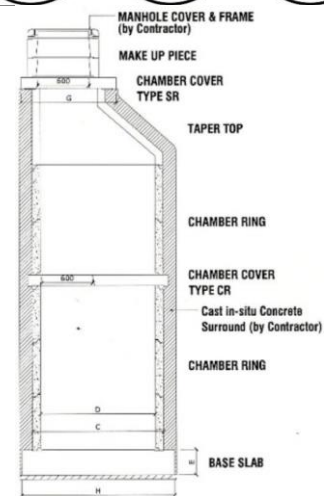 MANHOLE COVER & FRAME
(by Contractor)
MAKE UP PIECE
600
CHAMBER COVER
TYPE SR
G
TAPER TOP
CHAMBER RING
600
CHAMBER COVER
TYPE CR
Cast in-situ Concrete
Surround (by Contractor)
CHAMBER RING
D
C
E
BASE SLAB
H